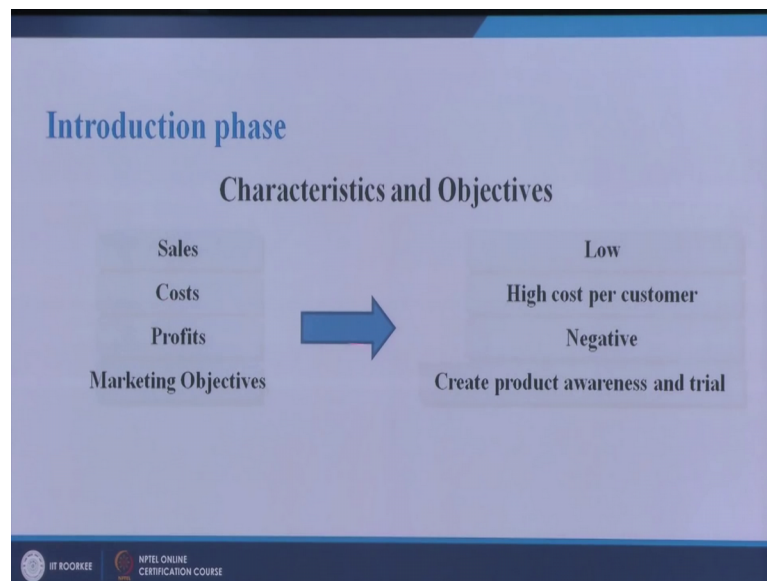 Introduction phase
Characteristics and Objectives
Sales
Low
Costs
High cost per customer
Profits
Negative
Marketing Objectives
Create product awareness and trial
IIT ROORKEE
NPTEL ONLINE
CERTIFICATION COURSE